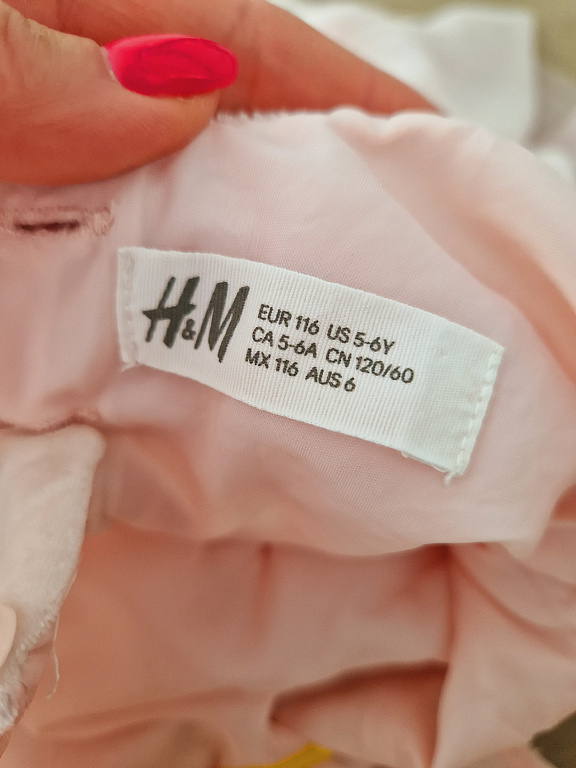 H&M
EUR 116 US 5-6Y
CA 5-6A CN 120/60
MX 116 AUS 6